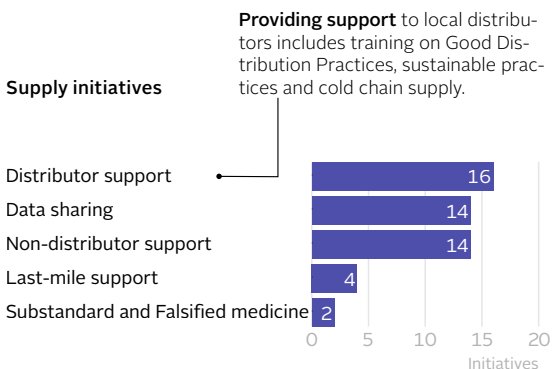 Providing support to local distribu-
tors includes training on Good Dis-
tribution Practices, sustainable prac-
tices and cold chain supply.
Supply initiatives
Distributor support 16
Data sharing 14
Non-distributor support 14
Last-mile support 4
Substandard and Falsified medicine 2
0 5 10 15 20
Initiatives